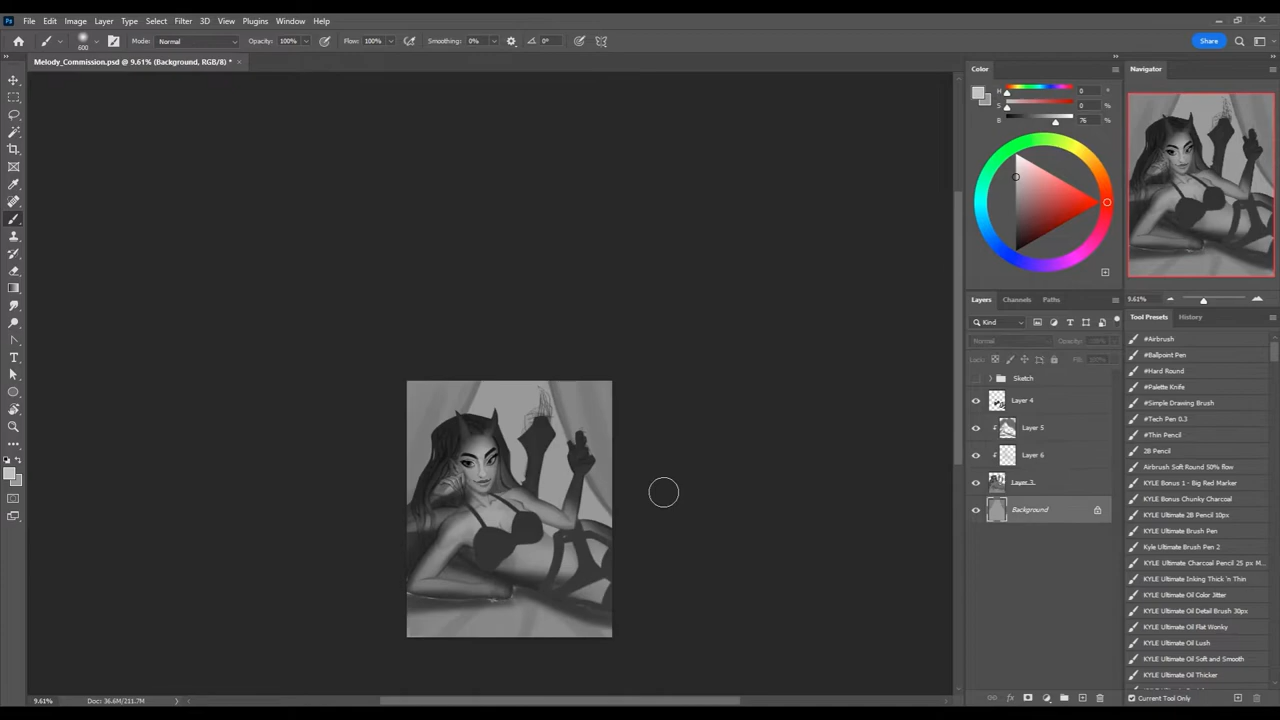 Ps File Edit Image Layer Type Select Filter 3D View Plugins Window Help
600 Mode: Normal Opacity: 100% Flow: 100% Smoothing: 0% 0° Share
Melody_Commission.psd @ 9.61% (Background, RGB/8) * ×
Color
H 0 °
S 0 %
B 76 %
Navigator
9.61%
Layers Channels Paths
Kind
Normal Opacity: 100%
Lock: Fill: 100%
Sketch
Layer 4
Layer 5
Layer 6
Layer 3
Background
Tool Presets History
#Airbrush
#Ballpoint Pen
#Hard Round
#Palette Knife
#Simple Drawing Brush
#Tech Pen 0.3
#Thin Pencil
2B Pencil
Airbrush Soft Round 50% flow
KYLE Bonus 1 - Big Red Marker
KYLE Bonus Chunky Charcoal
KYLE Ultimate 2B Pencil 10px
KYLE Ultimate Brush Pen
Kyle Ultimate Brush Pen 2
KYLE Ultimate Charcoal Pencil 25 px M...
KYLE Ultimate Inking Thick 'n Thin
KYLE Ultimate Oil Color Jitter
KYLE Ultimate Oil Detail Brush 30px
KYLE Ultimate Oil Flat Wonky
KYLE Ultimate Oil Lush
KYLE Ultimate Oil Soft and Smooth
KYLE Ultimate Oil Thicker
Current Tool Only
9.61% Doc: 36.6M/211.7M